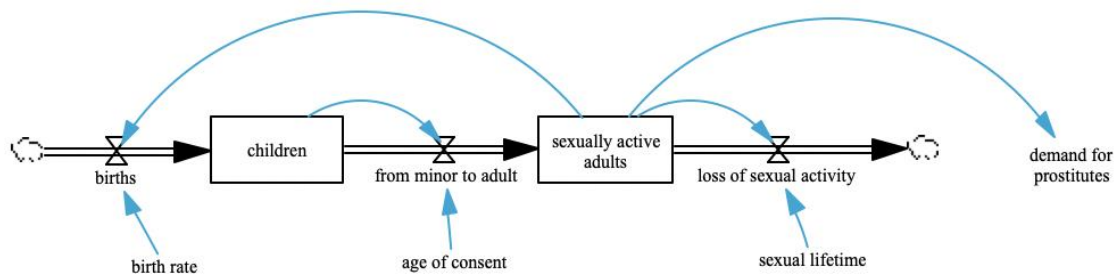 children
sexually active
adults
births
from minor to adult
loss of sexual activity
demand for
prostitutes
birth rate
age of consent
sexual lifetime